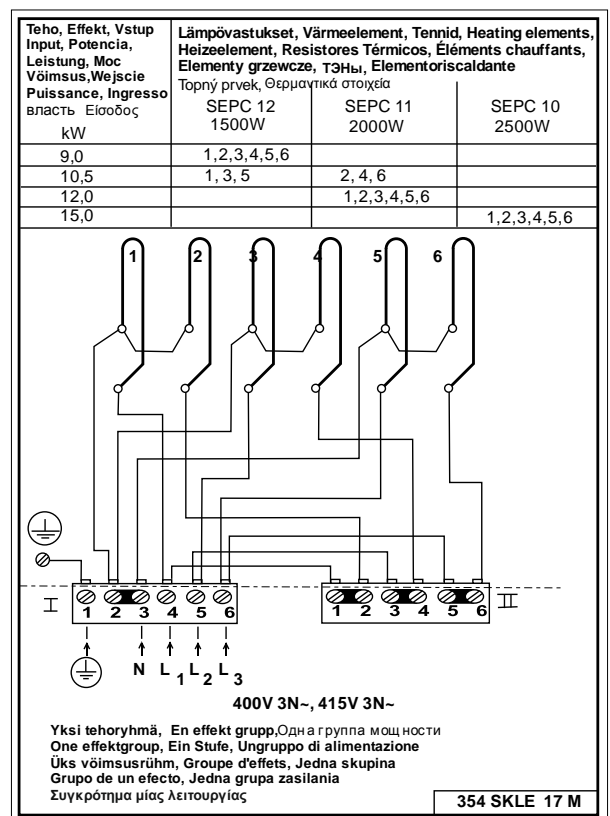 Teho, Effekt, Vstup
Input, Potencia,
Leistung, Moc
Vöimsus,Wejscie
Puissance, Ingresso
власть Είσοδος
kW
Lämpövastukset, Värmeelement, Tennid, Heating elements,
Heizeelement, Resistores Térmicos, Éléments chauffants,
Elementy grzewcze, ТЭНы, Elementoriscaldante
Topný prvek, Θερμαντικά στοιχεία
SEPC 12 SEPC 11 SEPC 10
1500W 2000W 2500W
9,0 1,2,3,4,5,6
10,5 1, 3, 5 2, 4, 6
12,0 1,2,3,4,5,6
15,0 1,2,3,4,5,6
1 2 3 4 5 6
I 1 2 3 4 5 6 1 2 3 4 5 6 II
N L1 L2 L3
400V 3N~, 415V 3N~
Yksi tehoryhmä, En effekt grupp,Одна группа мощности
One effektgroup, Ein Stufe, Ungruppo di alimentazione
Üks vöimsusrühm, Groupe d'effets, Jedna skupina
Grupo de un efecto, Jedna grupa zasilania
Συγκρότημα μίας λειτουργίας
354 SKLE 17 M